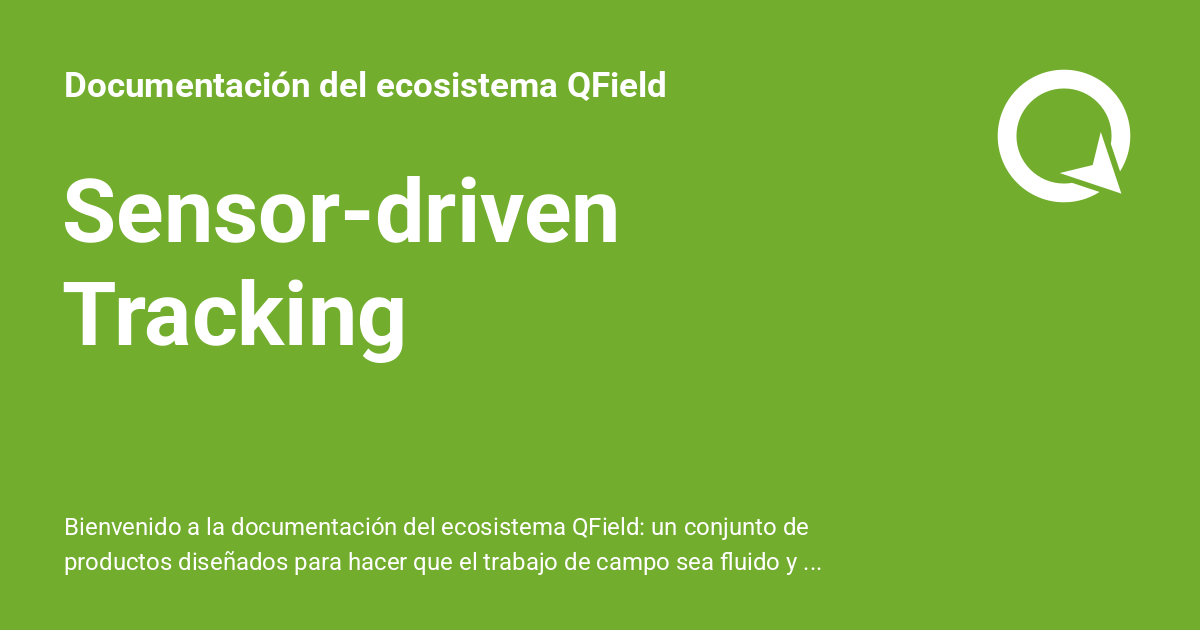 Documentación del ecosistema QField
Sensor-driven
Tracking
Bienvenido a la documentación del ecosistema QField: un conjunto de
productos diseñados para hacer que el trabajo de campo sea fluido y ...